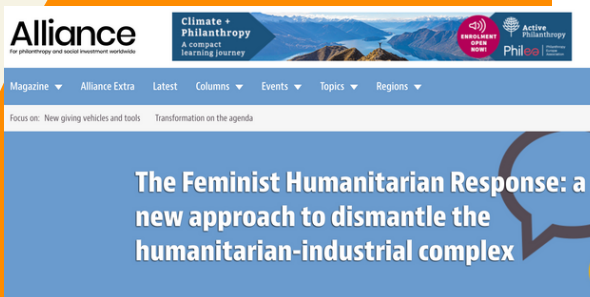 Alliance
For philanthropy and social investment worldwide
Climate +
Philanthropy
A compact
learning journey
ENROLMENT
OPEN
NOW!
Active
Philanthropy
Phileo
Magazine Alliance Extra Latest Columns Events Topics Regions
Focus on: New giving vehicles and tools Transformation on the agenda
The Feminist Humanitarian Response: a
new approach to dismantle the
humanitarian-industrial complex